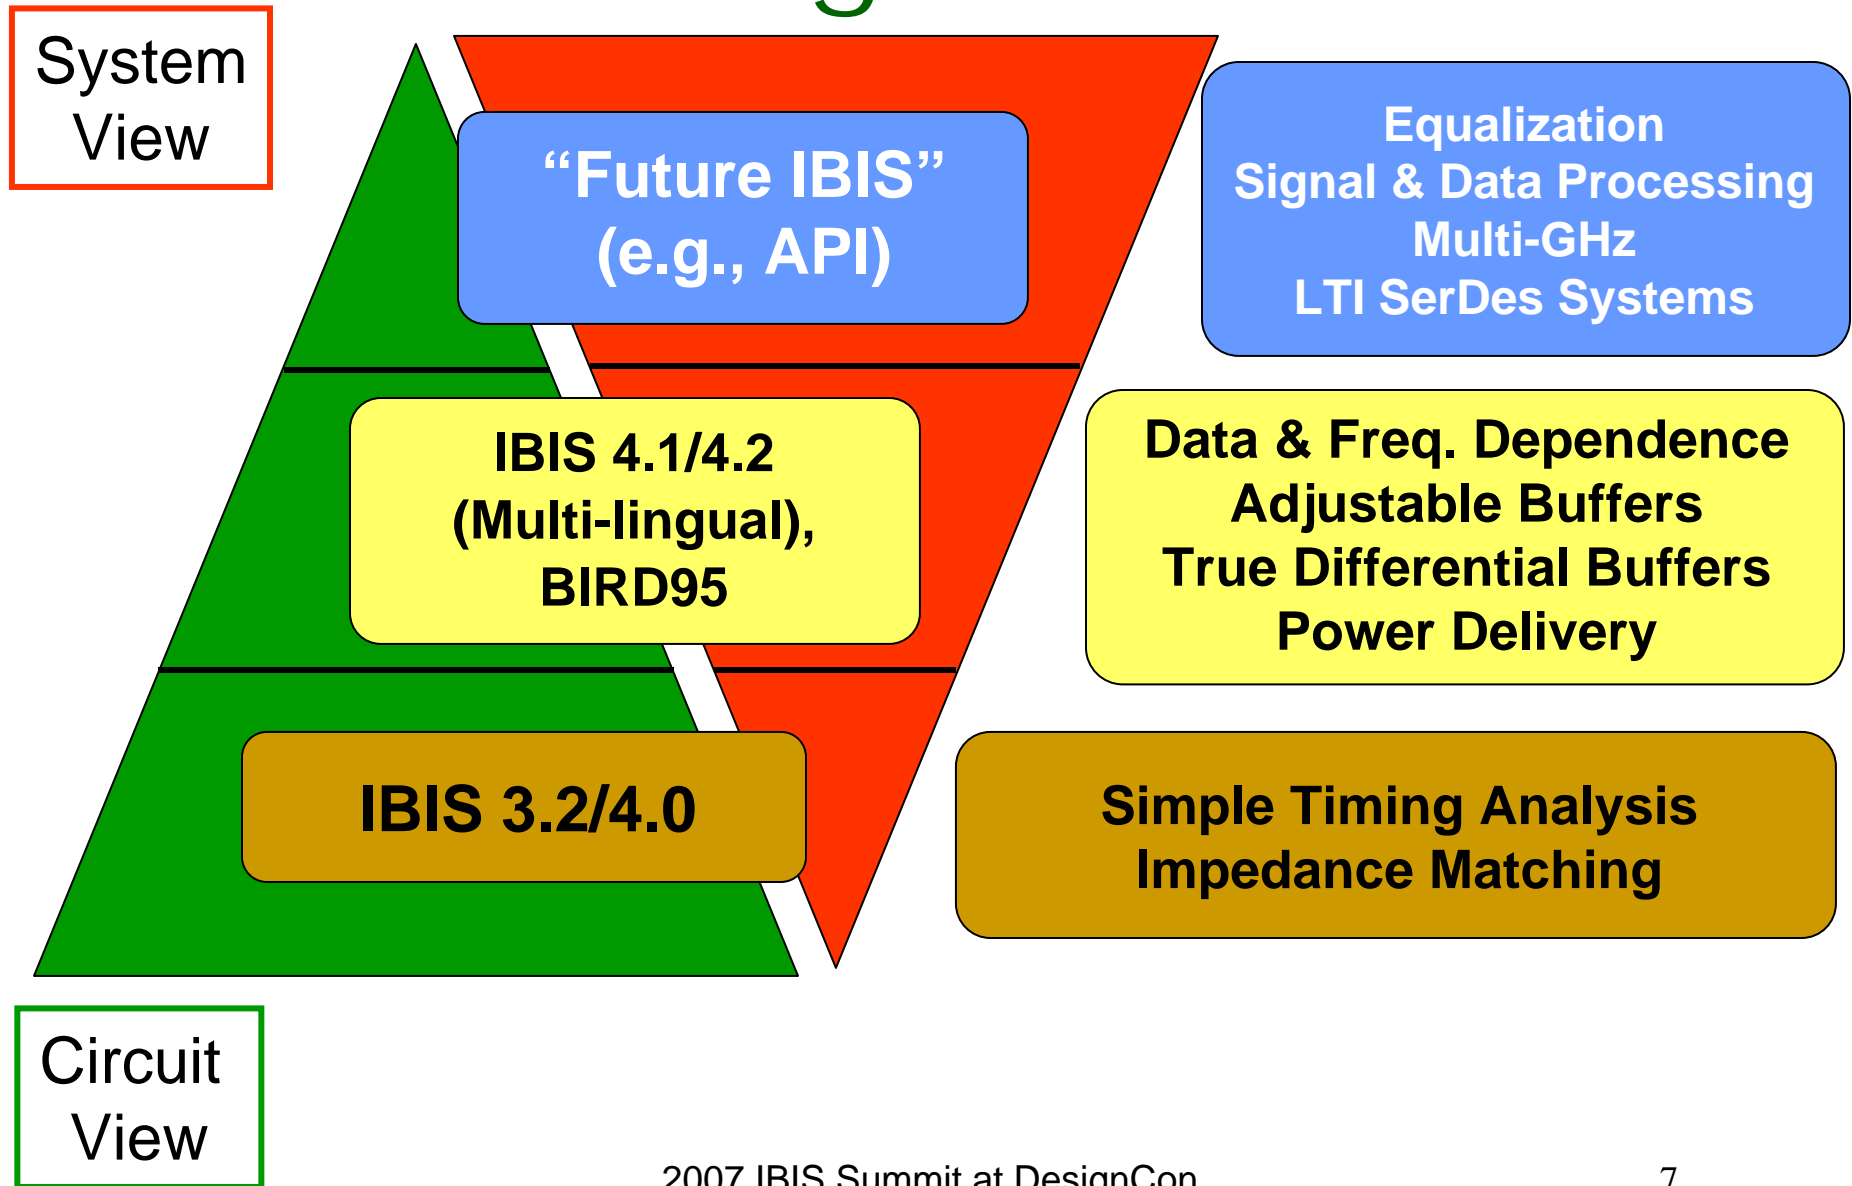 System
View
“Future IBIS”
(e.g., API)
Equalization
Signal & Data Processing
Multi-GHz
LTI SerDes Systems
IBIS 4.1/4.2
(Multi-lingual),
BIRD95
Data & Freq. Dependence
Adjustable Buffers
True Differential Buffers
Power Delivery
IBIS 3.2/4.0
Simple Timing Analysis
Impedance Matching
Circuit
View
2007 IBIS Summit at DesignCon
7